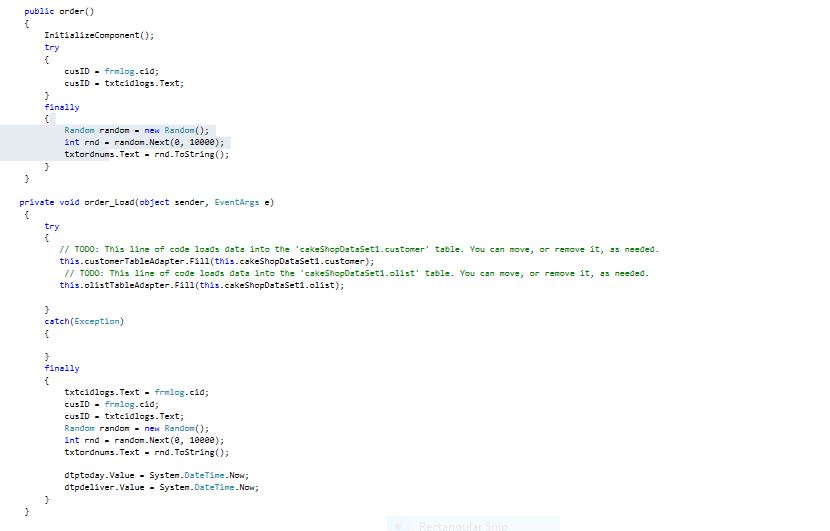 public order()
{
InitializeComponent();
try
{
cusID = frmlog.cid;
cusID = txtcidlogs.Text;
}
finally
{
Random random = new Random();
int rnd = random.Next(0, 10000);
txtordnums.Text = rnd.ToString();
}
}
private void order_Load(object sender, EventArgs e)
{
try
{
// TODO: This line of code loads data into the 'cakeShopDataSet1.customer' table. You can move, or remove it, as needed.
this.customerTableAdapter.Fill(this.cakeShopDataSet1.customer);
// TODO: This line of code loads data into the 'cakeShopDataSet1.olist' table. You can move, or remove it, as needed.
this.olistTableAdapter.Fill(this.cakeShopDataSet1.olist);
}
catch(Exception)
{
}
finally
{
txtcidlogs.Text = frmlog.cid;
cusID = frmlog.cid;
cusID = txtcidlogs.Text;
Random random = new Random();
int rnd = random.Next(0, 10000);
txtordnums.Text = rnd.ToString();
dtptoday.Value = System.DateTime.Now;
dtpdeliver.Value = System.DateTime.Now;
}
}
Rectangular Snip